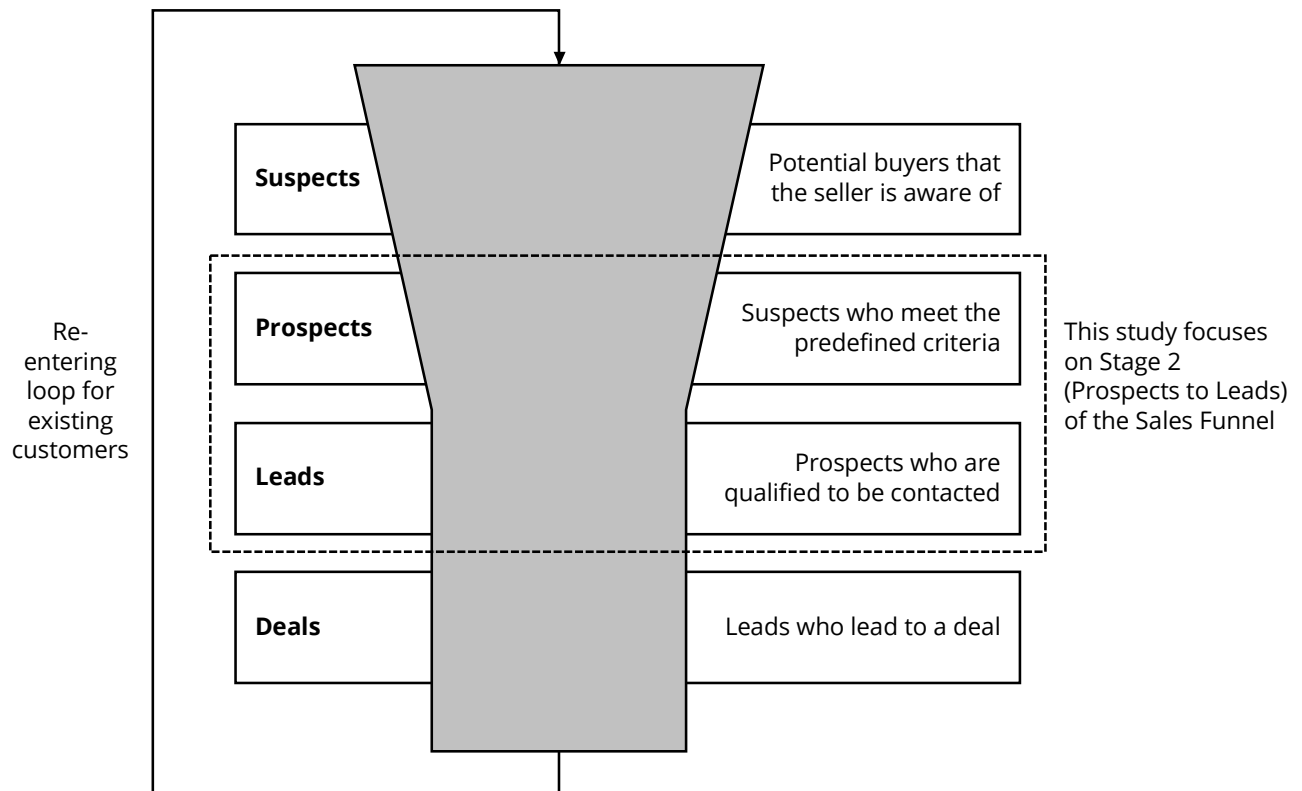 Suspects
Potential buyers that
the seller is aware of
Re-
entering
loop for
existing
customers
Prospects
Suspects who meet the
predefined criteria
This study focuses
on Stage 2
(Prospects to Leads)
of the Sales Funnel
Leads
Prospects who are
qualified to be contacted
Deals
Leads who lead to a deal